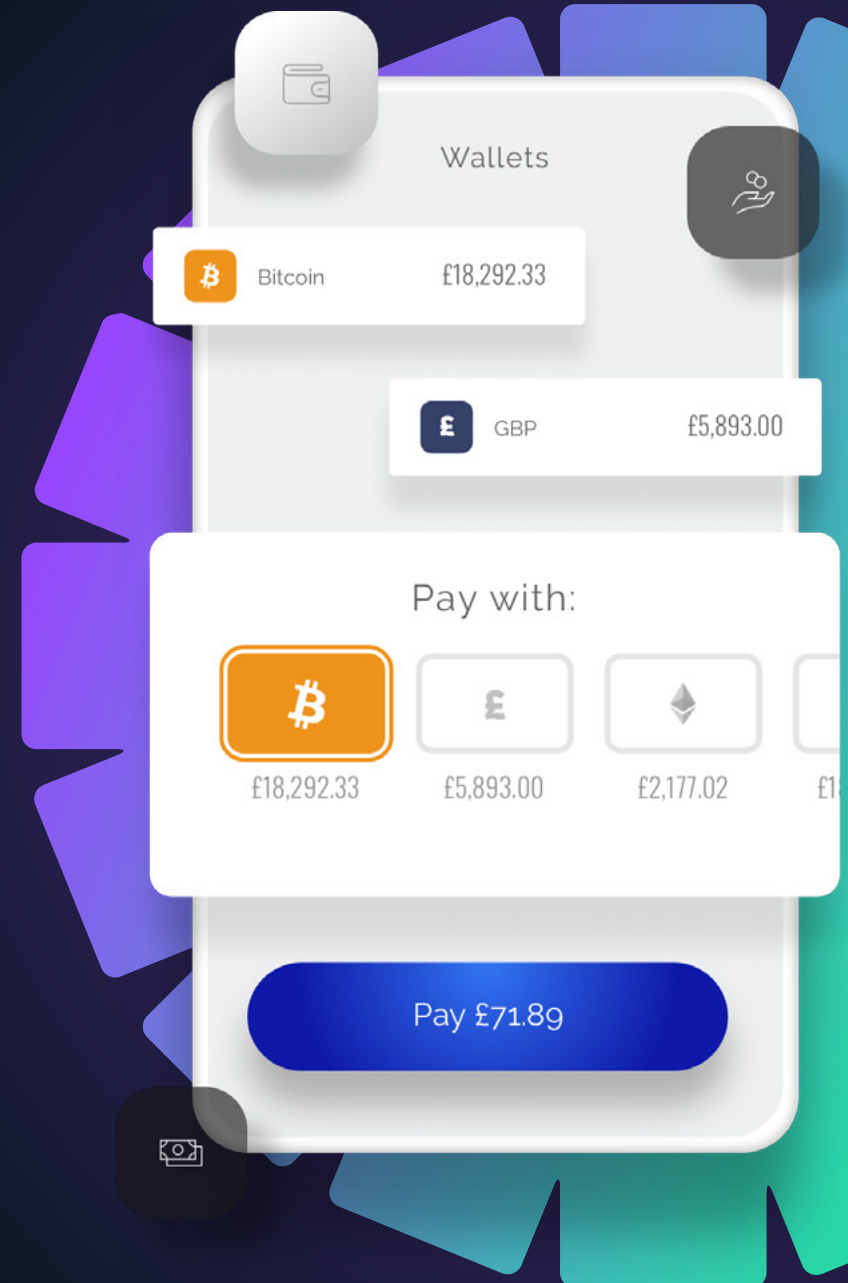 Wallets
Bitcoin £18,292.33
£ GBP £5,893.00
Pay with:
£
£18,292.33 £5,893.00 £2,177.02
Pay £71.89